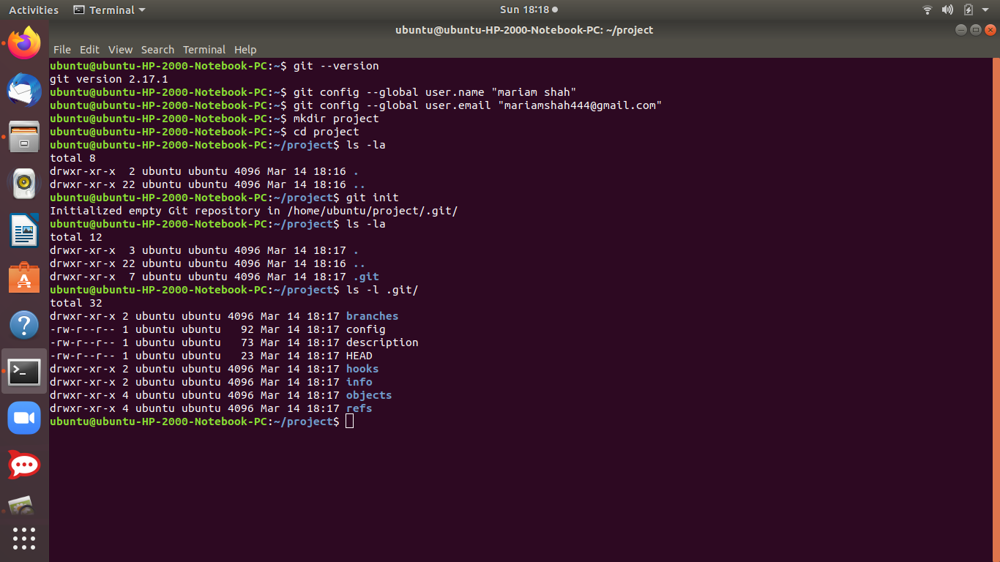 Activities Terminal Sun 18:18
ubuntu@ubuntu-HP-2000-Notebook-PC: ~/project
File Edit View Search Terminal Help
ubuntu@ubuntu-HP-2000-Notebook-PC:~$ git --version
git version 2.17.1
ubuntu@ubuntu-HP-2000-Notebook-PC:~$ git config --global user.name "mariam shah"
ubuntu@ubuntu-HP-2000-Notebook-PC:~$ git config --global user.email "mariamshah444@gmail.com"
ubuntu@ubuntu-HP-2000-Notebook-PC:~$ mkdir project
ubuntu@ubuntu-HP-2000-Notebook-PC:~$ cd project
ubuntu@ubuntu-HP-2000-Notebook-PC:~/project$ ls -la
total 8
drwxr-xr-x  2 ubuntu ubuntu 4096 Mar 14 18:16 .
drwxr-xr-x 22 ubuntu ubuntu 4096 Mar 14 18:16 ..
ubuntu@ubuntu-HP-2000-Notebook-PC:~/project$ git init
Initialized empty Git repository in /home/ubuntu/project/.git/
ubuntu@ubuntu-HP-2000-Notebook-PC:~/project$ ls -la
total 12
drwxr-xr-x  3 ubuntu ubuntu 4096 Mar 14 18:17 .
drwxr-xr-x 22 ubuntu ubuntu 4096 Mar 14 18:16 ..
drwxr-xr-x  7 ubuntu ubuntu 4096 Mar 14 18:17 .git
ubuntu@ubuntu-HP-2000-Notebook-PC:~/project$ ls -l .git/
total 32
drwxr-xr-x 2 ubuntu ubuntu 4096 Mar 14 18:17 branches
-rw-r--r-- 1 ubuntu ubuntu   92 Mar 14 18:17 config
-rw-r--r-- 1 ubuntu ubuntu   73 Mar 14 18:17 description
-rw-r--r-- 1 ubuntu ubuntu   23 Mar 14 18:17 HEAD
drwxr-xr-x 2 ubuntu ubuntu 4096 Mar 14 18:17 hooks
drwxr-xr-x 2 ubuntu ubuntu 4096 Mar 14 18:17 info
drwxr-xr-x 4 ubuntu ubuntu 4096 Mar 14 18:17 objects
drwxr-xr-x 4 ubuntu ubuntu 4096 Mar 14 18:17 refs
ubuntu@ubuntu-HP-2000-Notebook-PC:~/project$